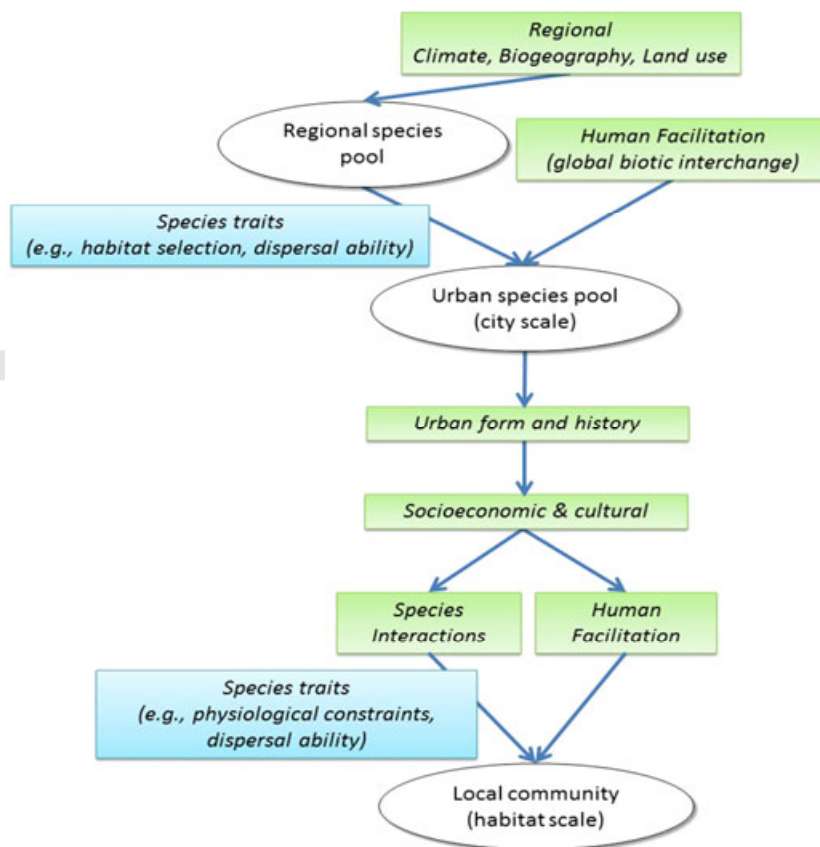 Regional
Climate, Biogeography, Land use
Regional species
pool
Human Facilitation
(global biotic interchange)
Species traits
(e.g., habitat selection, dispersal ability)
Urban species pool
(city scale)
Urban form and history
Socioeconomic & cultural
Species
Interactions
Human
Facilitation
Species traits
(e.g., physiological constraints,
dispersal ability)
Local community
(habitat scale)